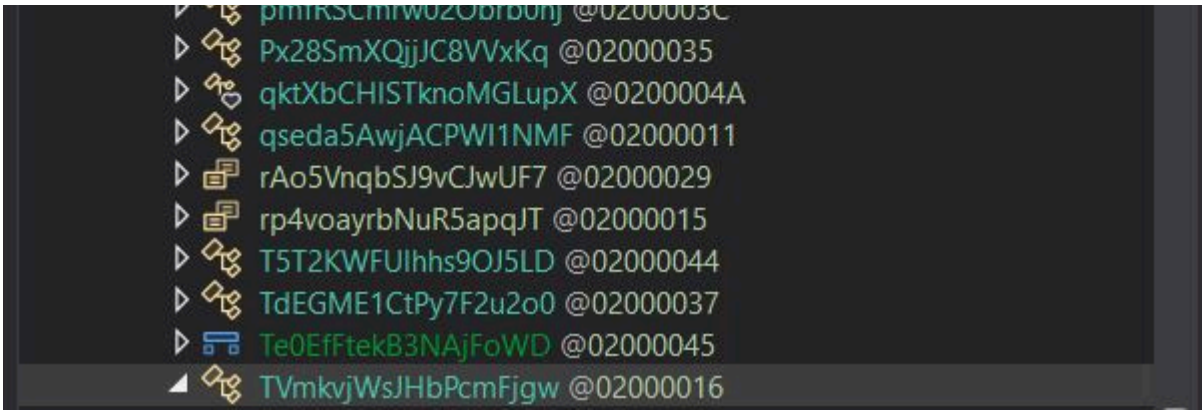 Px28SmXQjjJC8VVxKq @02000035
qktXbCHISTknoMGLupX @0200004A
qseda5AwjACPWI1NMF @02000011
rAo5VnqbSJ9vCJwUF7 @02000029
rp4voayrbNuR5apqJT @02000015
T5T2KWFUIhhs9OJ5LD @02000044
TdEGME1CtPy7F2u2o0 @02000037
Te0EfFtekB3NAjFoWD @02000045
TVmkvjWsJHbPcmFjgw @02000016